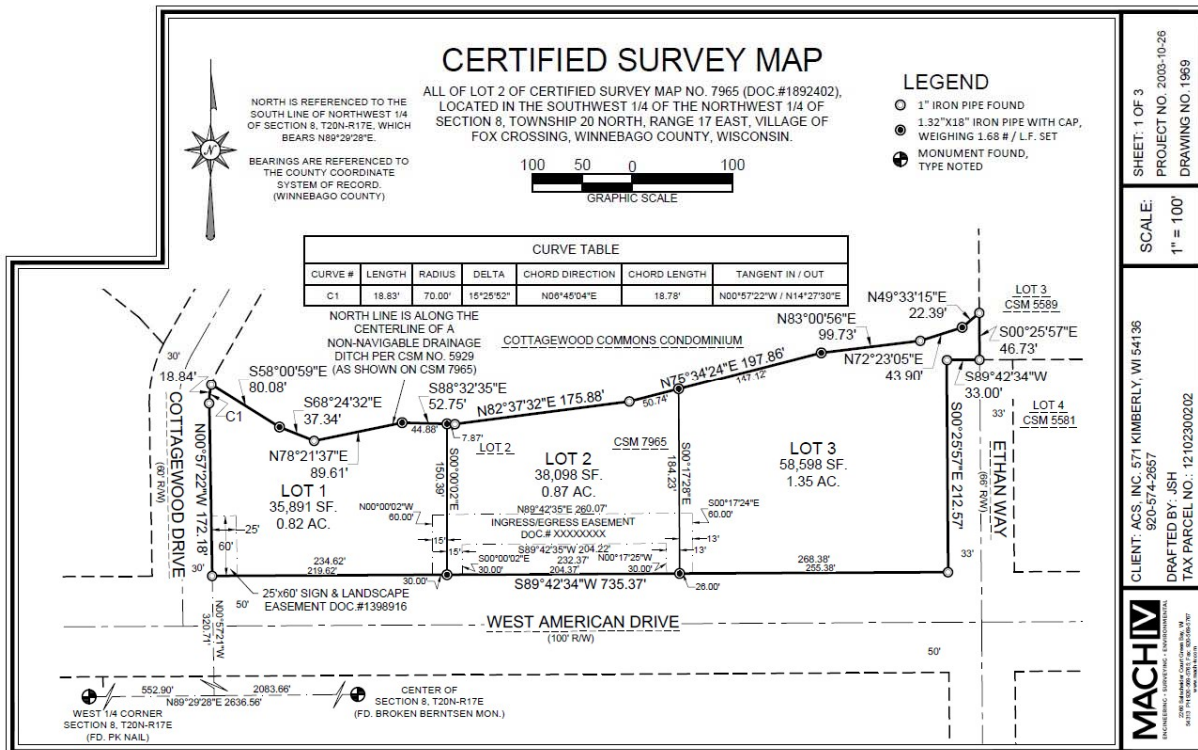 CERTIFIED SURVEY MAP
ALL OF LOT 2 OF CERTIFIED SURVEY MAP NO. 7965 (DOC.#1892402),
LOCATED IN THE SOUTHWEST 1/4 OF THE NORTHWEST 1/4 OF
SECTION 8, TOWNSHIP 20 NORTH, RANGE 17 EAST, VILLAGE OF
FOX CROSSING, WINNEBAGO COUNTY, WISCONSIN.
N
NORTH IS REFERENCED TO THE
SOUTH LINE OF NORTHWEST 1/4
OF SECTION 8, T20N-R17E, WHICH
BEARS N89°29'28"E.
BEARINGS ARE REFERENCED TO
THE COUNTY COORDINATE
SYSTEM OF RECORD.
(WINNEBAGO COUNTY)
100 50 0 100
GRAPHIC SCALE
LEGEND
1" IRON PIPE FOUND
1.32"X18" IRON PIPE WITH CAP,
WEIGHING 1.68 # / L.F. SET
MONUMENT FOUND,
TYPE NOTED
CURVE TABLE
CURVE # LENGTH RADIUS DELTA CHORD DIRECTION CHORD LENGTH TANGENT IN / OUT
C1 18.83' 70.00' 15°25'52" N06°45'04"E 18.78' N00°57'22"W / N14°27'30"E
NORTH LINE IS ALONG THE
CENTERLINE OF A
NON-NAVIGABLE DRAINAGE
DITCH PER CSM NO. 5929
(AS SHOWN ON CSM 7965)
COTTAGEWOOD COMMONS CONDOMINIUM
N49°33'15"E
22.39'
LOT 3
CSM 5589
N83°00'56"E
99.73'
S00°25'57"E
46.73'
N72°23'05"E
43.90'
S89°42'34"W
33.00'
LOT 4
CSM 5581
30'
18.84'
C1
S58°00'59"E
80.08'
S68°24'32"E
37.34'
N78°21'37"E
89.61'
S88°32'35"E
52.75'
44.88'
7.87'
N82°37'32"E 175.88'
N75°34'24"E 197.86'
50.74'
147.12'
COTTAGEWOOD DRIVE
(60' R/W)
N00°57'22"W 172.18'
LOT 1
35,891 SF.
0.82 AC.
LOT 2
CSM 7965
S00°00'02"E
150.39'
LOT 2
38,098 SF.
0.87 AC.
S00°17'28"E
184.23'
LOT 3
58,598 SF.
1.35 AC.
S00°25'57"E 212.57'
33'
ETHAN WAY
(66' R/W)
33'
N00°00'02"W
60.00'
N89°42'35"E 260.07'
INGRESS/EGRESS EASEMENT
DOC.# XXXXXXXX
S00°17'24"E
60.00'
15'
15'
13'
13'
S89°42'35"W 204.22'
S00°00'02"E
30.00'
232.37'
204.37'
N00°17'25"W
30.00'
25'
60'
30'
234.62'
219.62'
30.00'
S89°42'34"W 735.37'
268.38'
255.38'
26.00'
25'x60' SIGN & LANDSCAPE
EASEMENT DOC.#1398916
50'
N00°57'21"W
320.71'
WEST AMERICAN DRIVE
(100' R/W)
50'
552.90' 2083.66'
N89°29'28"E 2636.56'
WEST 1/4 CORNER
SECTION 8, T20N-R17E
(FD. PK NAIL)
CENTER OF
SECTION 8, T20N-R17E
(FD. BROKEN BERNTSEN MON.)
SHEET: 1 OF 3
PROJECT NO. 2003-10-26
DRAWING NO. 1969
SCALE:
1" = 100'
CLIENT: ACS, INC. 571 KIMBERLY, WI 54136
920-574-2657
DRAFTED BY: JSH
TAX PARCEL NO.: 12102300202
MACH IV
ENGINEERING · SURVEYING · ENVIRONMENTAL